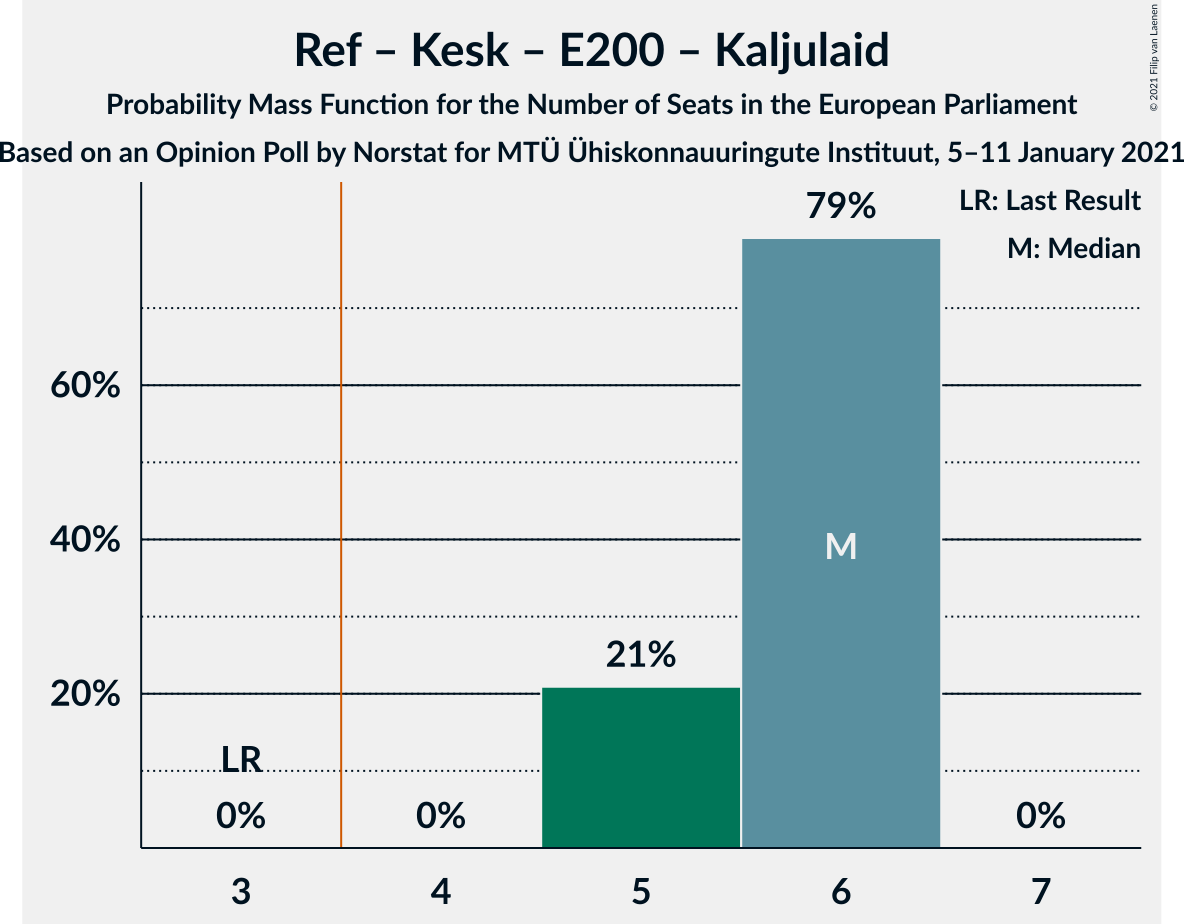 Ref – Kesk – E200 – Kaljulaid
Probability Mass Function for the Number of Seats in the European Parliament
Based on an Opinion Poll by Norstat for MTÜ Ühiskonnauuringute Instituut, 5–11 January 2021
© 2021 Filip van Laenen
LR: Last Result
M: Median
79%
60%
40%
M
21%
20%
LR
0%
0%
0%
3
4
5
6
7